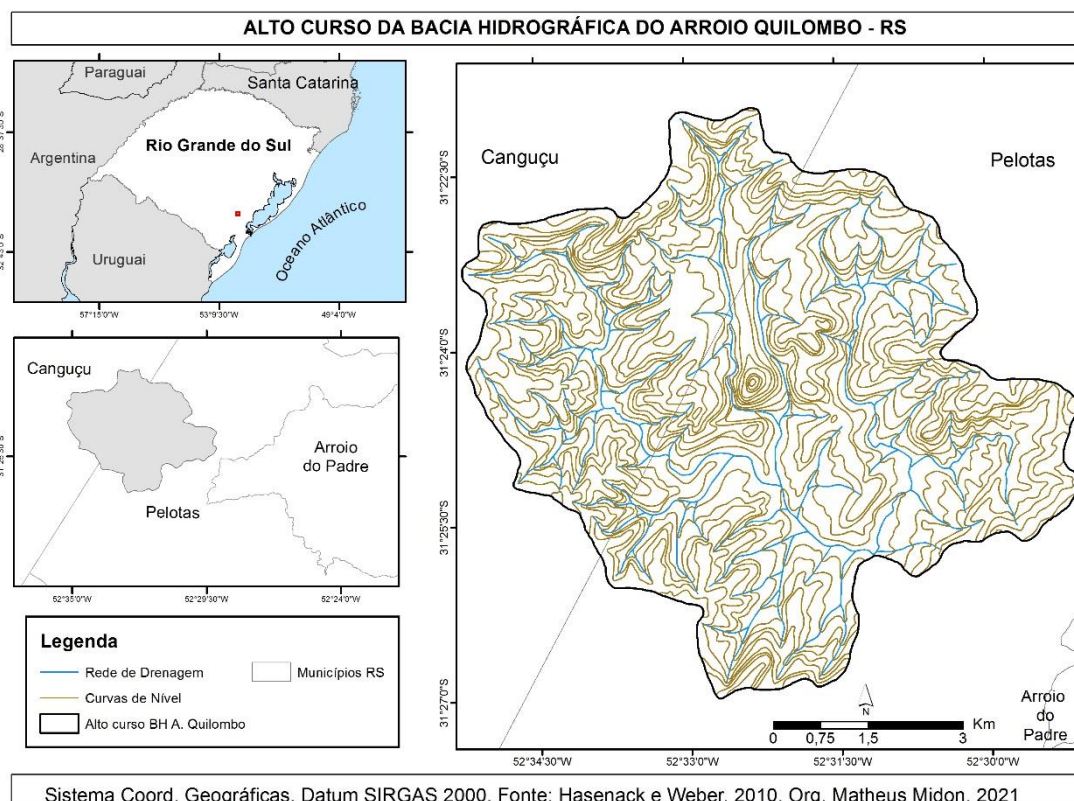 ALTO CURSO DA BACIA HIDROGRÁFICA DO ARROIO QUILOMBO - RS
Paraguai
Santa Catarina
Rio Grande do Sul
Argentina
Uruguai
Oceano Atlântico
57°15'0"W
53°9'30"W
49°4'0"W
Canguçu
Arroio
do Padre
Pelotas
52°35'0"W
52°29'30"W
52°24'0"W
Legenda
Rede de Drenagem
Municípios RS
Curvas de Nível
Alto curso BH A. Quilombo
Canguçu
Pelotas
31°22'30"S
31°24'0"S
31°25'30"S
31°27'0"S
Arroio
do
Padre
N
Km
0
0,75
1,5
3
52°34'30"W
52°33'0"W
52°31'30"W
52°30'0"W
Sistema Coord. Geográficas, Datum SIRGAS 2000. Fonte: Hasenack e Weber, 2010. Org. Matheus Midon, 2021